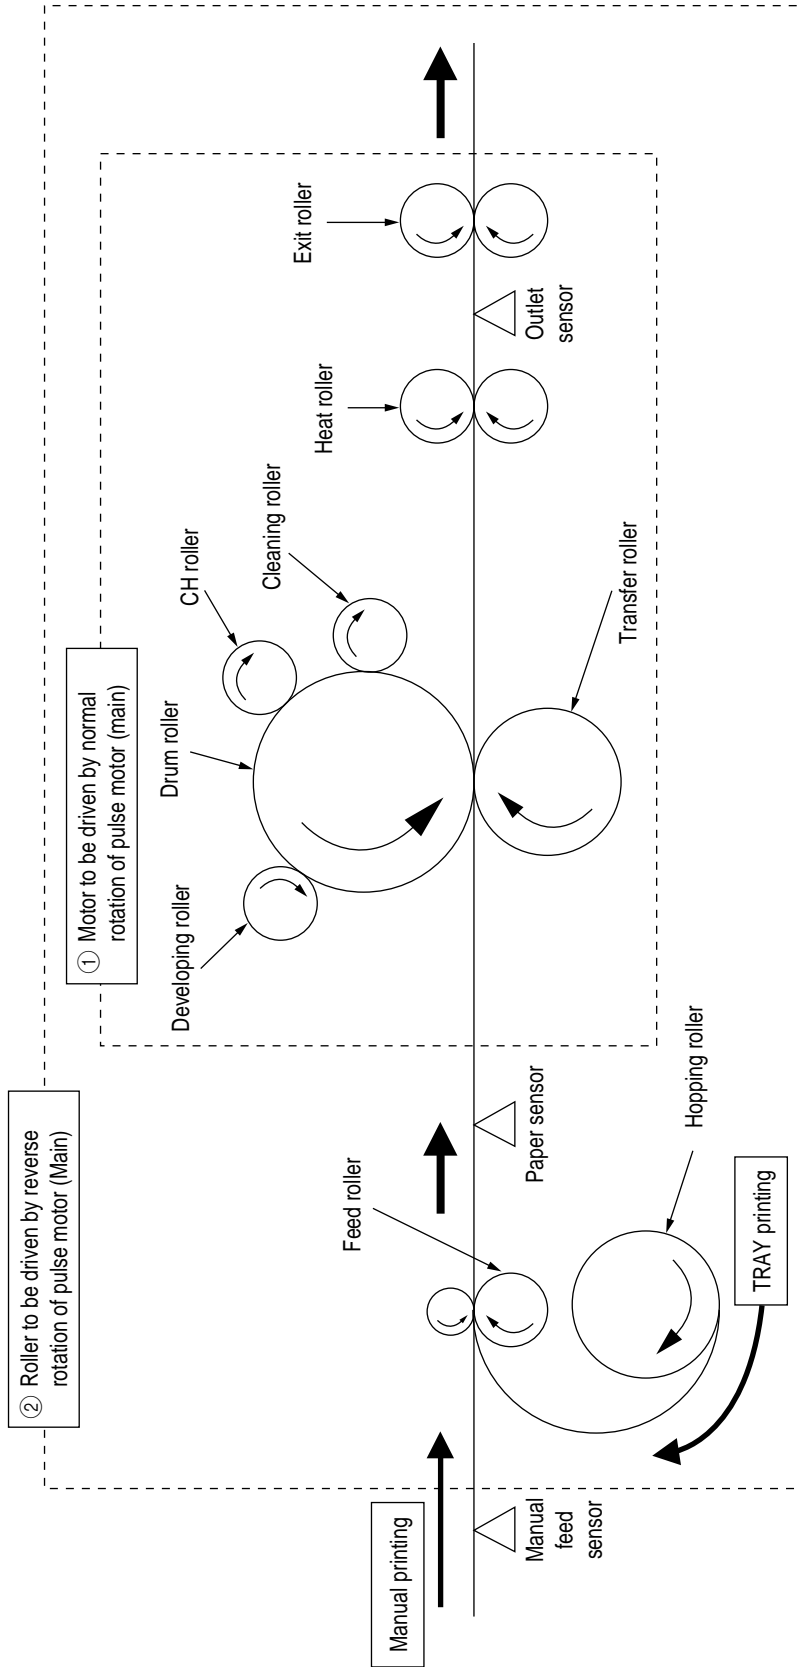 ② Roller to be driven by reverse
rotation of pulse motor (Main)
① Motor to be driven by normal
rotation of pulse motor (main)
Developing roller
Drum roller
CH roller
Cleaning roller
Heat roller
Exit roller
Manual printing
Feed roller
Manual
feed
sensor
Paper sensor
Transfer roller
Outlet
sensor
Hopping roller
TRAY printing